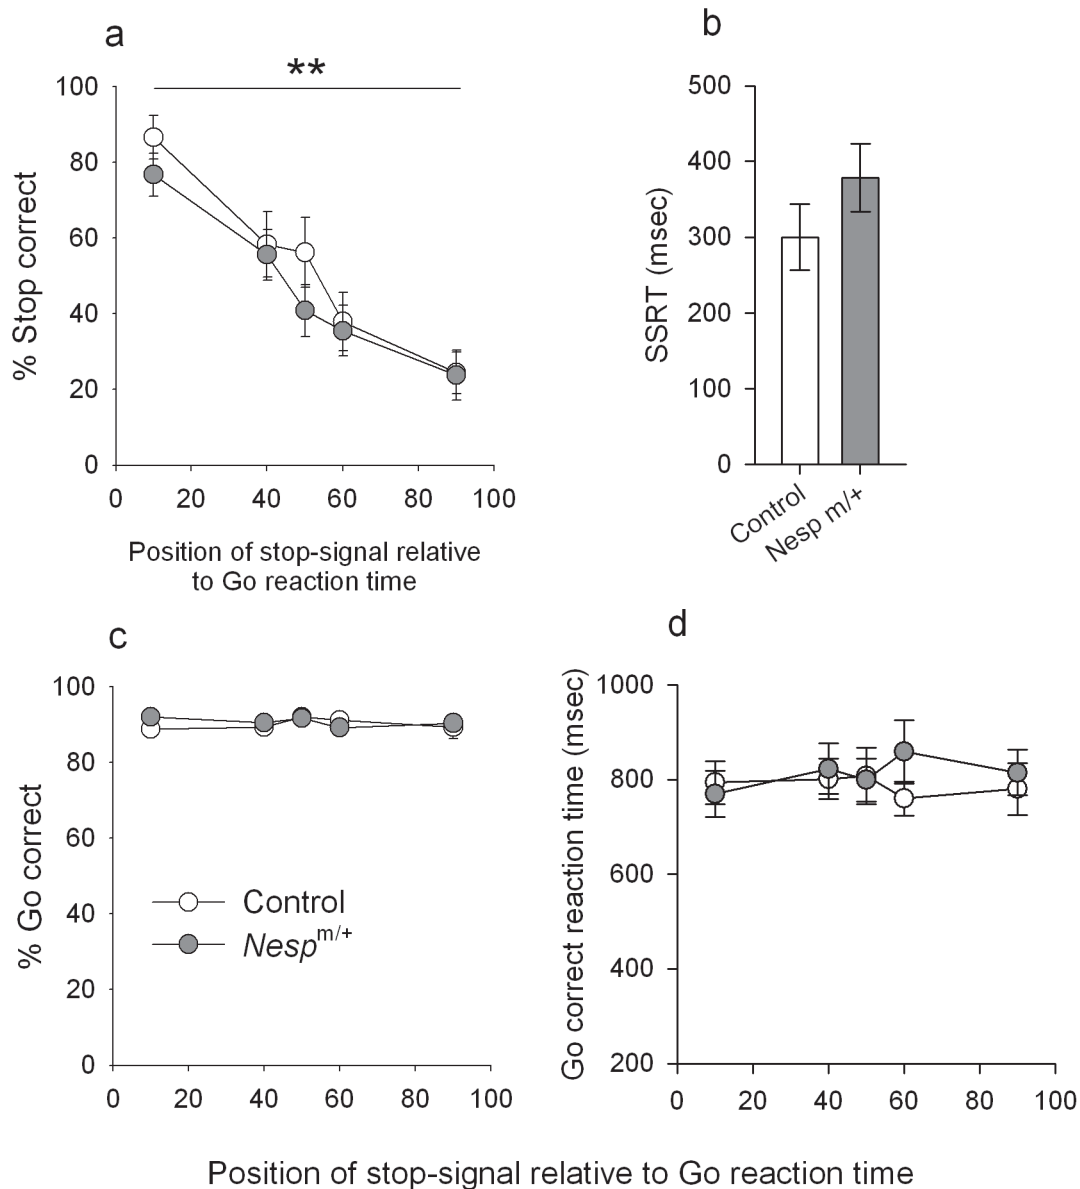 a
**
100
80
60
40
20
0
% Stop correct
0 20 40 60 80 100
Position of stop-signal relative
to Go reaction time
b
500
400
300
200
100
0
SSRT (msec)
Control
Nesp m/+
c
100
80
60
40
20
0
% Go correct
Control
Nesp m/+
0 20 40 60 80 100
d
1000
800
600
400
200
Go correct reaction time (msec)
0 20 40 60 80 100
Position of stop-signal relative to Go reaction time